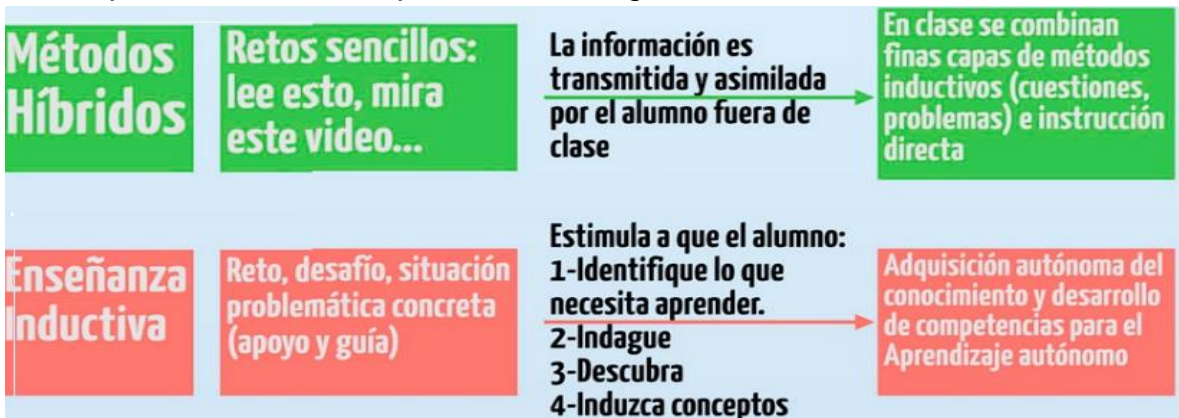 Métodos
Híbridos
Retos sencillos:
lee esto, mira
este video...
La información es
transmitida y asimilada
por el alumno fuera de
clase
En clase se combinan
finas capas de métodos
inductivos (cuestiones,
problemas) e instrucción
directa
Enseñanza
Inductiva
Reto, desafío, situación
problemática concreta
(apoyo y guía)
Estimula a que el alumno:
1-Identifique lo que
necesita aprender.
2-Indague
3-Descubra
4-Induzca conceptos
Adquisición autónoma del
conocimiento y desarrollo
de competencias para el
Aprendizaje autónomo